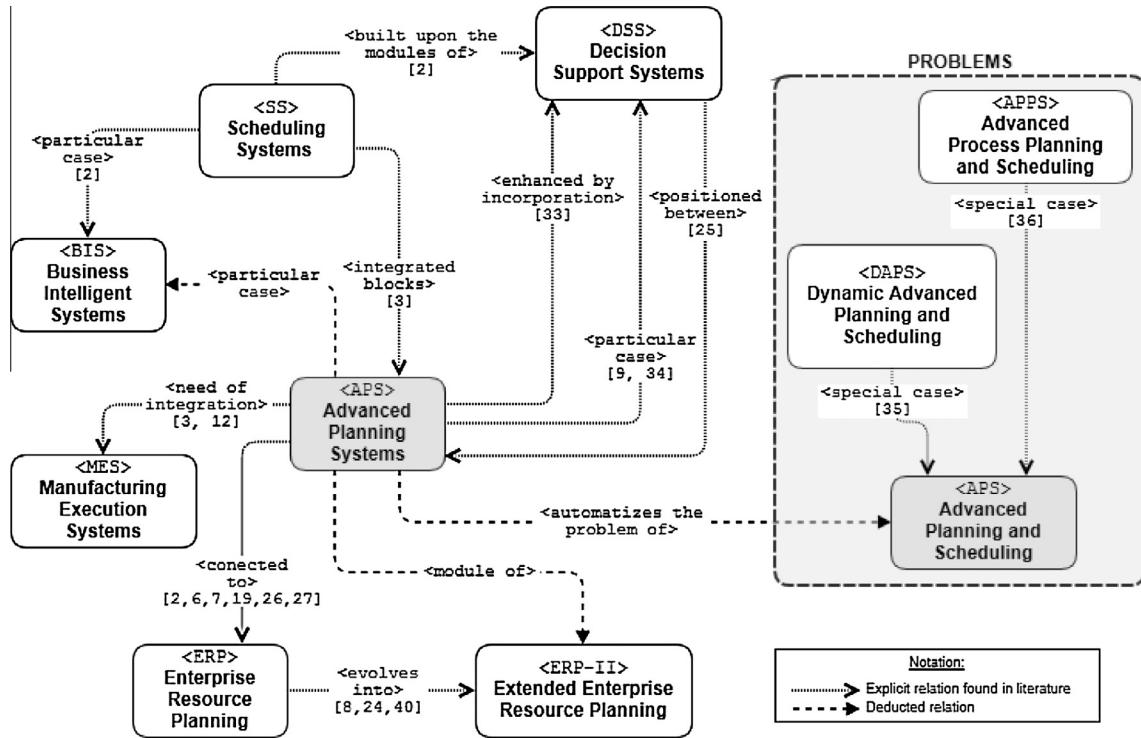 <built upon the
modules of>
[2]
<DSS>
Decision
Support Systems
PROBLEMS
<SS>
Scheduling
Systems
<APPS>
Advanced
Process Planning
and Scheduling
<particular
case>
[2]
<enhanced by
incorporation>
[33]
<positioned
between>
[25]
<special case>
[36]
<BIS>
Business
Intelligent
Systems
<particular
case>
<integrated
blocks>
[3]
<DAPS>
Dynamic Advanced
Planning and
Scheduling
<particular
case>
[9, 34]
<need of
integration>
[3, 12]
<APS>
Advanced
Planning
Systems
<special case>
[35]
<MES>
Manufacturing
Execution
Systems
<automatizes the
problem of>
<APS>
Advanced
Planning and
Scheduling
<conected
to>
[2,6,7,19,26,27]
<module of>
<ERP>
Enterprise
Resource
Planning
<evolves
into>
[8,24,40]
<ERP-II>
Extended Enterprise
Resource Planning
Notation:
Explicit relation found in literature
Deducted relation